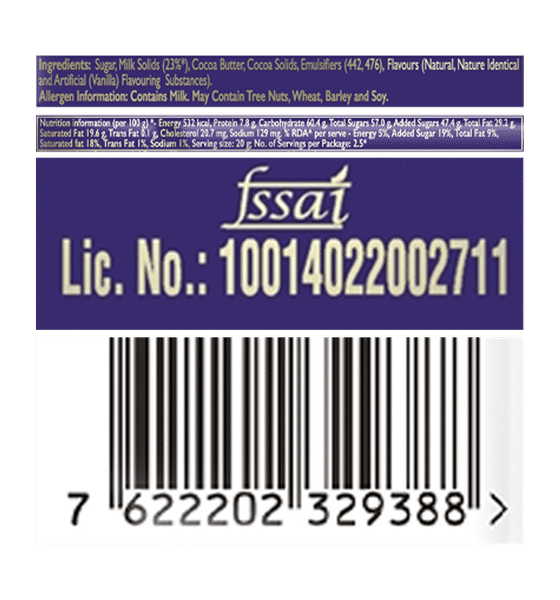 Ingredients: Sugar, Milk Solids (23%*), Cocoa Butter, Cocoa Solids, Emulsifiers (442, 476), Flavours (Natural, Nature Identical
and Artificial (Vanilla) Flavouring Substances).
Allergen Information: Contains Milk. May Contain Tree Nuts, Wheat, Barley and Soy.
Nutrition information (per 100 g) *- Energy 532 kcal, Protein 7.8 g, Carbohydrate 60.4 g, Total Sugars 57.0 g, Added Sugars 47.4 g, Total Fat 29.2 g,
Saturated Fat 19.6 g, Trans Fat 0.1 g, Cholesterol 20.7 mg, Sodium 129 mg. % RDA* per serve - Energy 5%, Added Sugar 19%, Total Fat 9%,
Saturated fat 18%, Trans Fat 1%, Sodium 1%, Serving size: 20 g; No. of Servings per Package: 2.5*
fssai
Lic. No.: 10014022002711
7 622202 329388 >